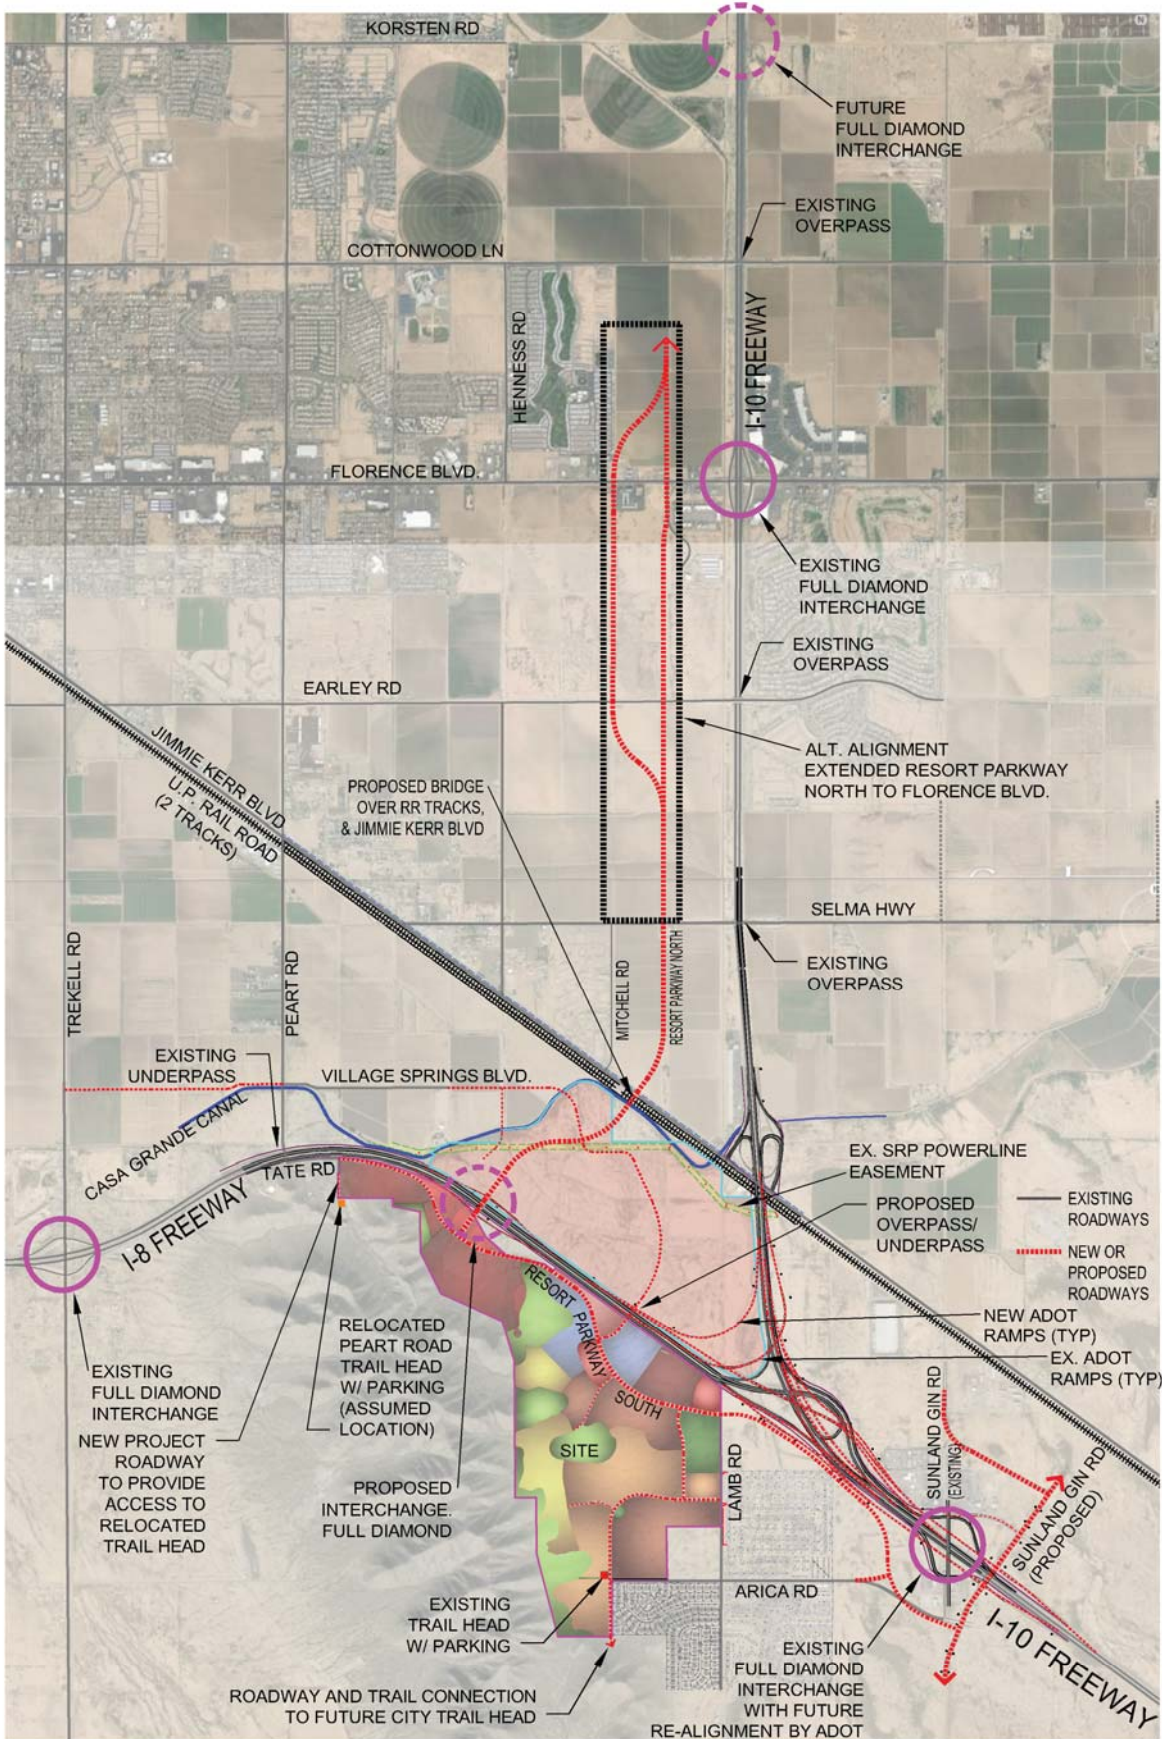 KORSTEN RD
FUTURE
FULL DIAMOND
INTERCHANGE
EXISTING
OVERPASS
COTTONWOOD LN
HENNESS RD
I-10 FREEWAY
FLORENCE BLVD.
EXISTING
FULL DIAMOND
INTERCHANGE
EXISTING
OVERPASS
EARLEY RD
JIMMIE KERR BLVD
U.P. RAIL ROAD
(2 TRACKS)
PROPOSED BRIDGE
OVER RR TRACKS,
& JIMMIE KERR BLVD
ALT. ALIGNMENT
EXTENDED RESORT PARKWAY
NORTH TO FLORENCE BLVD.
SELMA HWY
EXISTING
OVERPASS
TREKELL RD
PEART RD
MITCHELL RD
RESORT PARKWAY NORTH
EXISTING
UNDERPASS
VILLAGE SPRINGS BLVD.
CASA GRANDE CANAL
TATE RD
I-8 FREEWAY
EX. SRP POWERLINE
EASEMENT
PROPOSED
OVERPASS/
UNDERPASS
EXISTING
ROADWAYS
NEW OR
PROPOSED
ROADWAYS
NEW ADOT
RAMPS (TYP)
EX. ADOT
RAMPS (TYP)
RESORT PARKWAY SOUTH
RELOCATED
PEART ROAD
TRAIL HEAD
W/ PARKING
(ASSUMED
LOCATION)
EXISTING
FULL DIAMOND
INTERCHANGE
NEW PROJECT
ROADWAY
TO PROVIDE
ACCESS TO
RELOCATED
TRAIL HEAD
PROPOSED
INTERCHANGE.
FULL DIAMOND
SITE
LAMB RD
SUNLAND GIN RD
(EXISTING)
SUNLAND GIN RD
(PROPOSED)
ARICA RD
EXISTING
TRAIL HEAD
W/ PARKING
I-10 FREEWAY
EXISTING
FULL DIAMOND
INTERCHANGE
WITH FUTURE
RE-ALIGNMENT BY ADOT
ROADWAY AND TRAIL CONNECTION
TO FUTURE CITY TRAIL HEAD